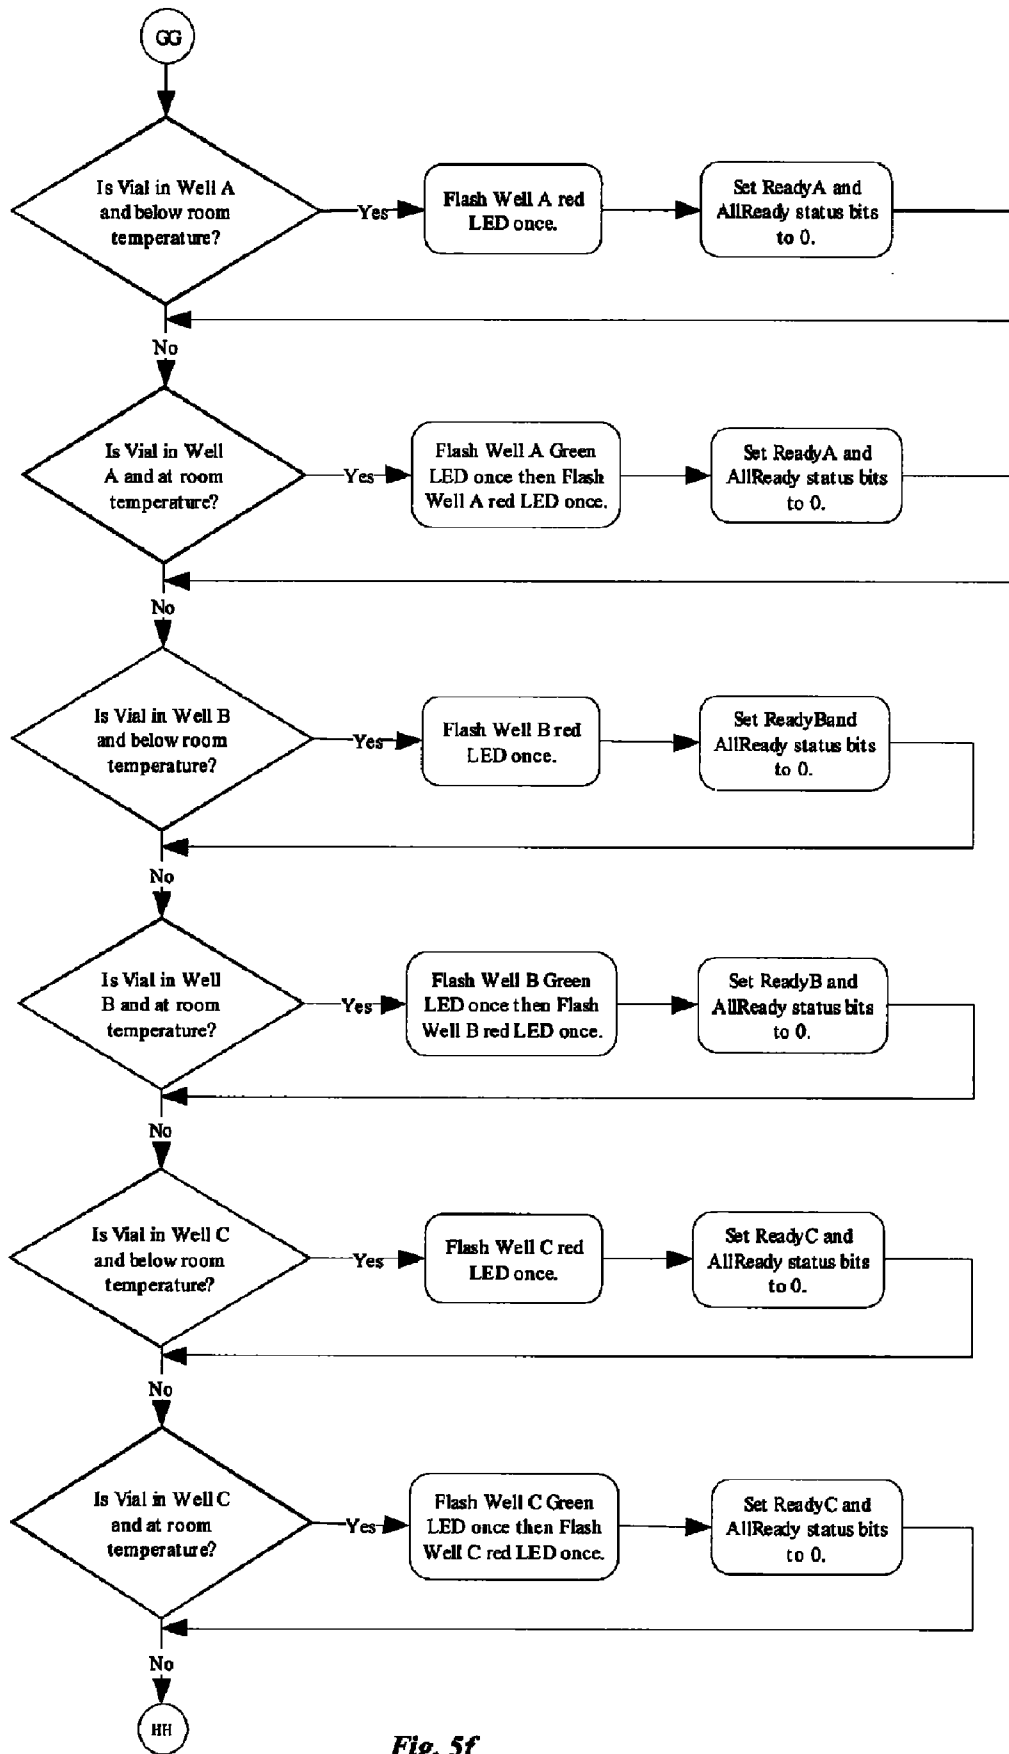 GG
Is Vial in Well A
and below room
temperature?
Yes
Flash Well A red
LED once.
Set ReadyA and
AllReady status bits
to 0.
No
Is Vial in Well
A and at room
temperature?
Yes
Flash Well A Green
LED once then Flash
Well A red LED once.
Set ReadyA and
AllReady status bits
to 0.
No
Is Vial in Well B
and below room
temperature?
Yes
Flash Well B red
LED once.
Set ReadyBand
AllReady status bits
to 0.
No
Is Vial in Well
B and at room
temperature?
Yes
Flash Well B Green
LED once then Flash
Well B red LED once.
Set ReadyB and
AllReady status bits
to 0.
No
Is Vial in Well C
and below room
temperature?
Yes
Flash Well C red
LED once.
Set ReadyC and
AllReady status bits
to 0.
No
Is Vial in Well C
and at room
temperature?
Yes
Flash Well C Green
LED once then Flash
Well C red LED once.
Set ReadyC and
AllReady status bits
to 0.
No
HH
Fig. 5f